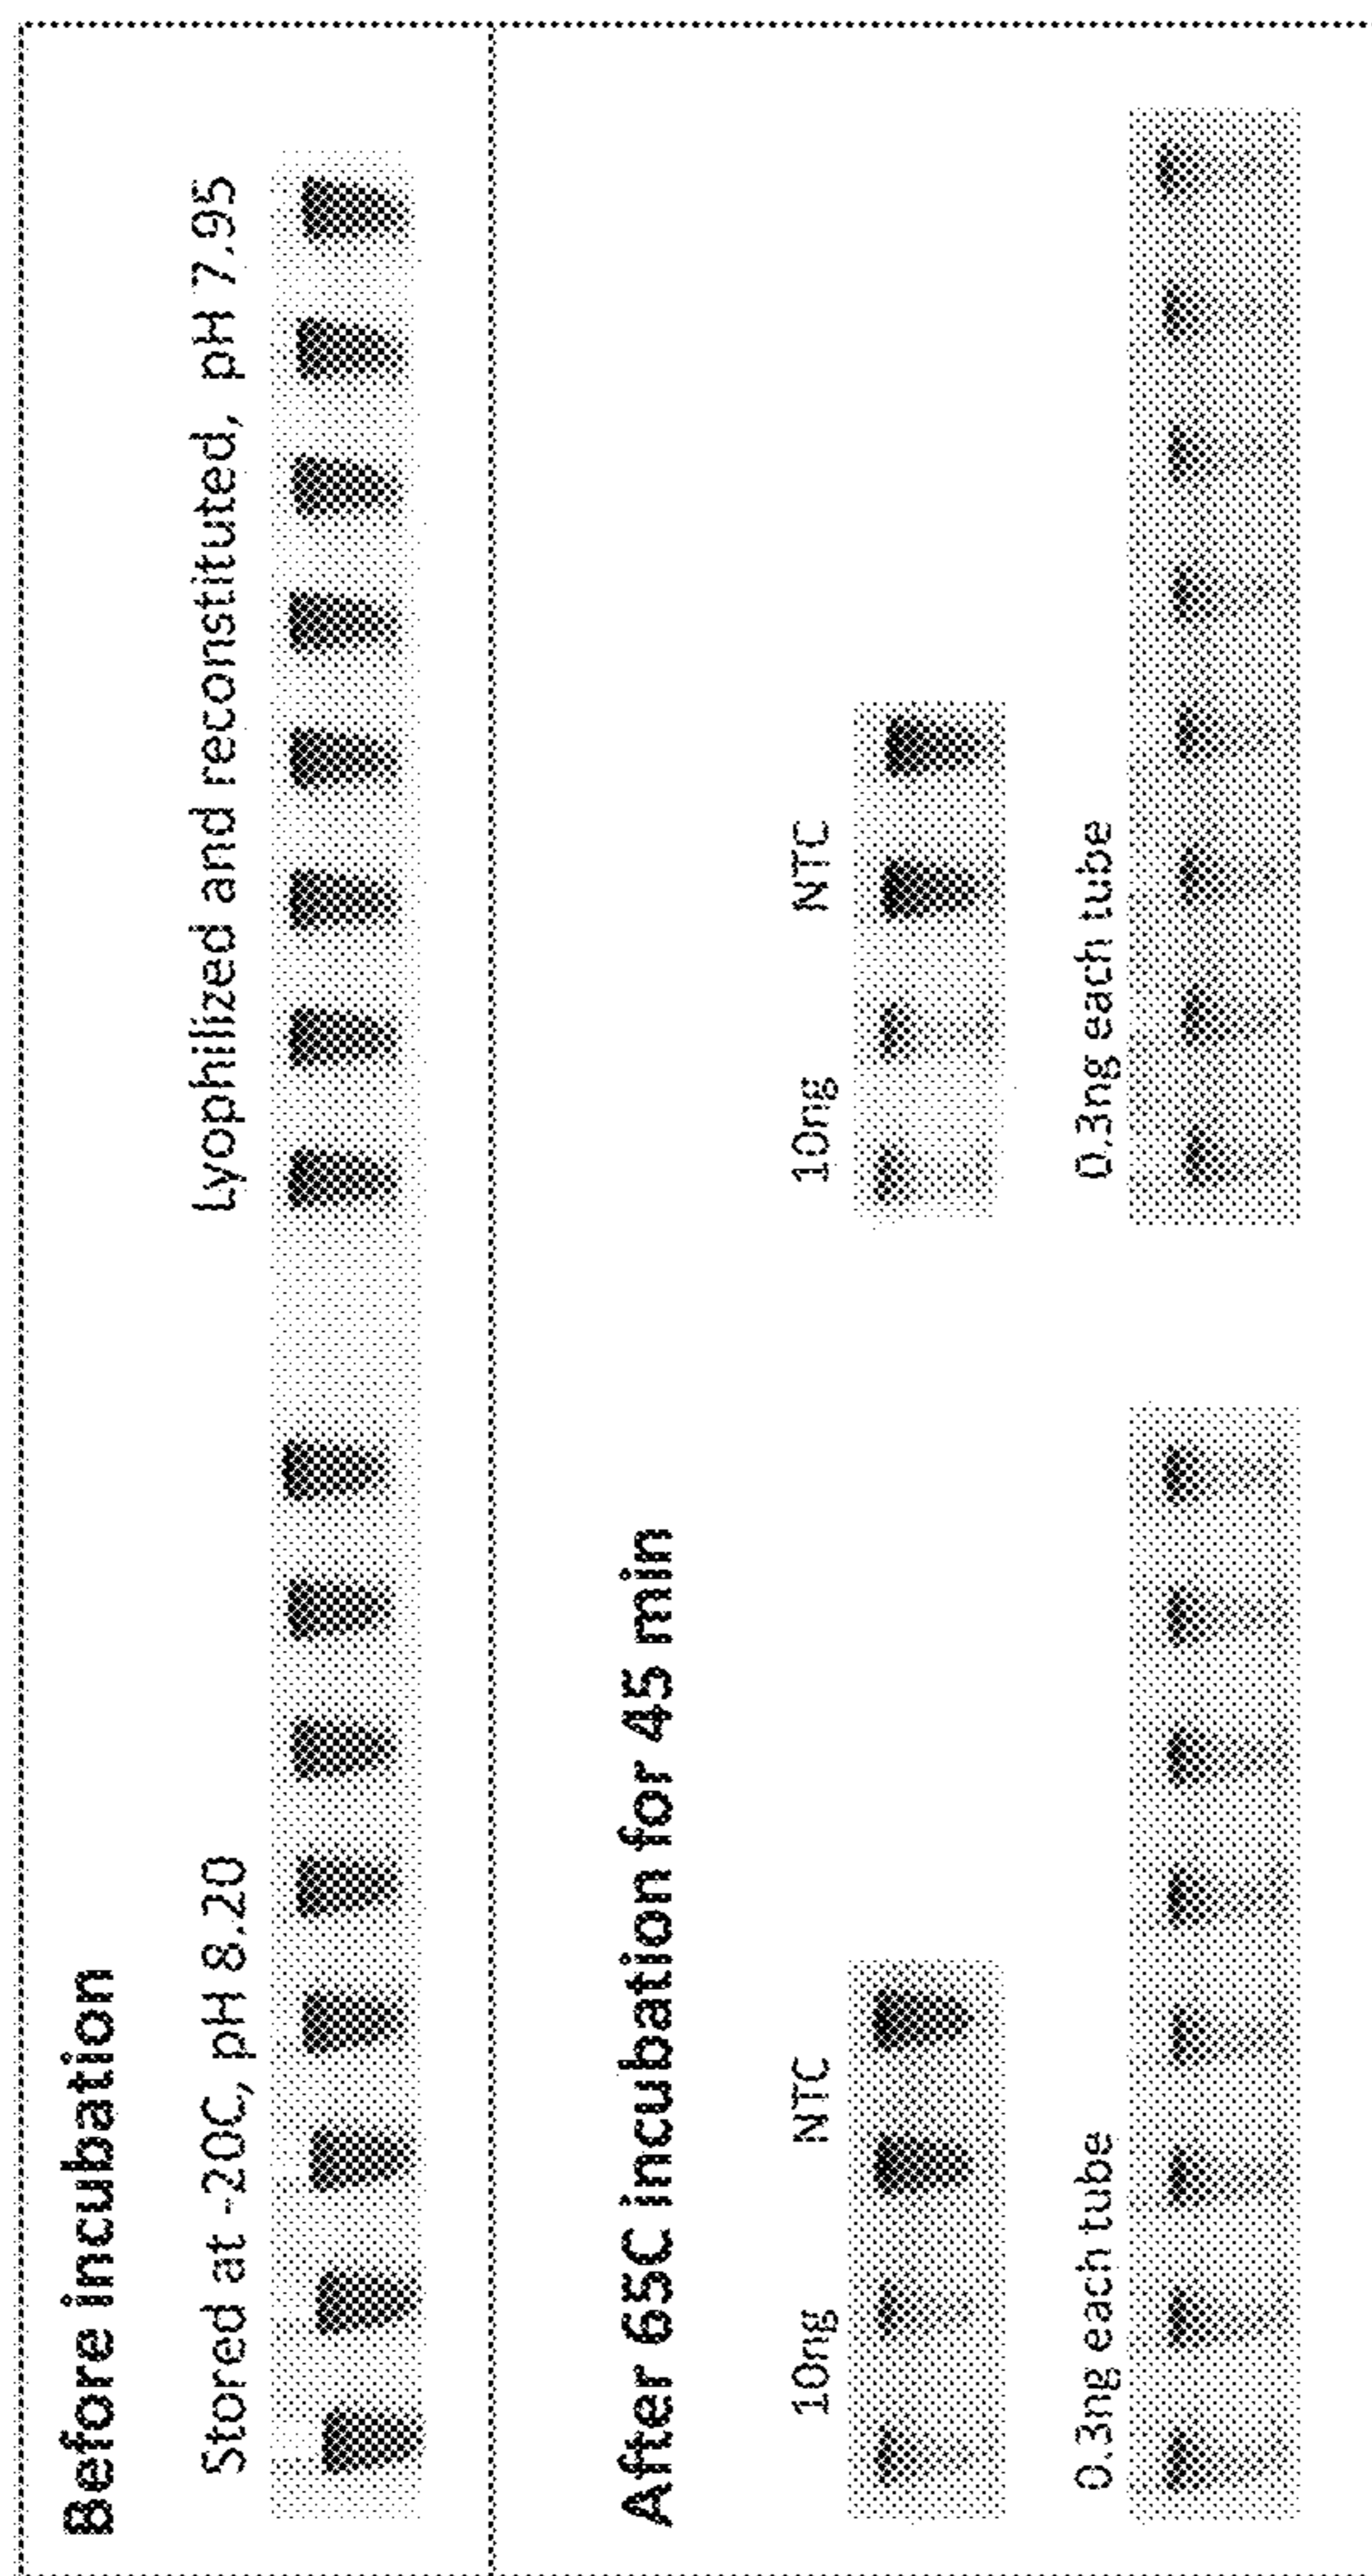 Before incubation
Stored at -20C, pH 8.20
Lyophilized and reconstituted, pH 7.95
After 65C incubation for 45 min
10ng
NTC
10ng
NTC
0.3ng each tube
0.3ng each tube